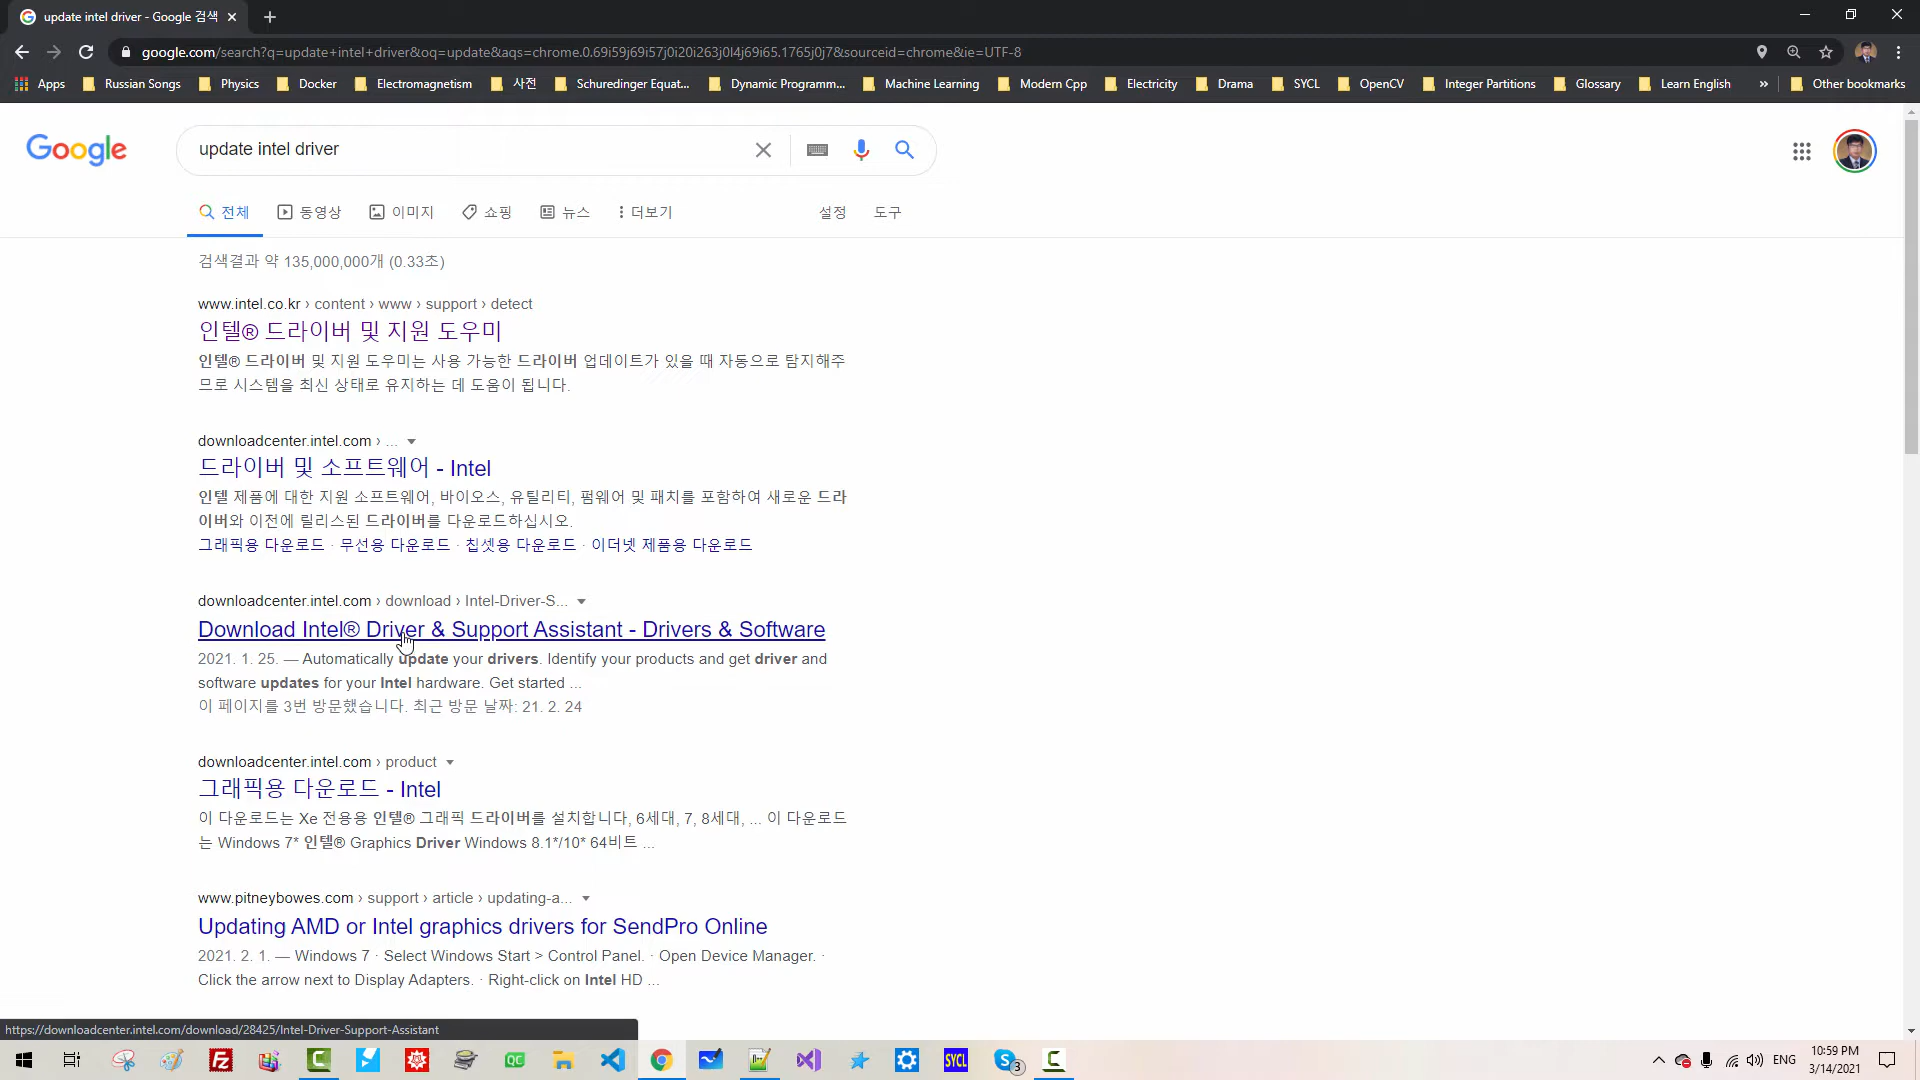 update intel driver - Google 검색
google.com/search?q=update+intel+driver&oq=update&aqs=chrome.0.69i59j69i57j0i20i263j0l4j69i65.1765j0j7&sourceid=chrome&ie=UTF-8
Apps Russian Songs Physics Docker Electromagnetism 사전 Schuredinger Equat... Dynamic Programm... Machine Learning Modern Cpp Electricity Drama SYCL OpenCV Integer Partitions Glossary Learn English » Other bookmarks
Google update intel driver
전체 동영상 이미지 쇼핑 뉴스 더보기 설정 도구
검색결과 약 135,000,000개 (0.33초)
www.intel.co.kr › content › www › support › detect
인텔® 드라이버 및 지원 도우미
인텔® 드라이버 및 지원 도우미는 사용 가능한 드라이버 업데이트가 있을 때 자동으로 탐지해주
므로 시스템을 최신 상태로 유지하는 데 도움이 됩니다.
downloadcenter.intel.com › ...
드라이버 및 소프트웨어 - Intel
인텔 제품에 대한 지원 소프트웨어, 바이오스, 유틸리티, 펌웨어 및 패치를 포함하여 새로운 드라
이버와 이전에 릴리스된 드라이버를 다운로드하십시오.
그래픽용 다운로드 · 무선용 다운로드 · 칩셋용 다운로드 · 이더넷 제품용 다운로드
downloadcenter.intel.com › download › Intel-Driver-S...
Download Intel® Driver & Support Assistant - Drivers & Software
2021. 1. 25. — Automatically update your drivers. Identify your products and get driver and
software updates for your Intel hardware. Get started ...
이 페이지를 3번 방문했습니다. 최근 방문 날짜: 21. 2. 24
downloadcenter.intel.com › product
그래픽용 다운로드 - Intel
이 다운로드는 Xe 전용용 인텔® 그래픽 드라이버를 설치합니다, 6세대, 7, 8세대, ... 이 다운로드
는 Windows 7* 인텔® Graphics Driver Windows 8.1*/10* 64비트 ...
www.pitneybowes.com › support › article › updating-a...
Updating AMD or Intel graphics drivers for SendPro Online
2021. 2. 1. — Windows 7 · Select Windows Start > Control Panel. · Open Device Manager. ·
Click the arrow next to Display Adapters. · Right-click on Intel HD ...
https://downloadcenter.intel.com/download/28425/Intel-Driver-Support-Assistant
QC SYCL 3 ENG 10:59 PM
3/14/2021